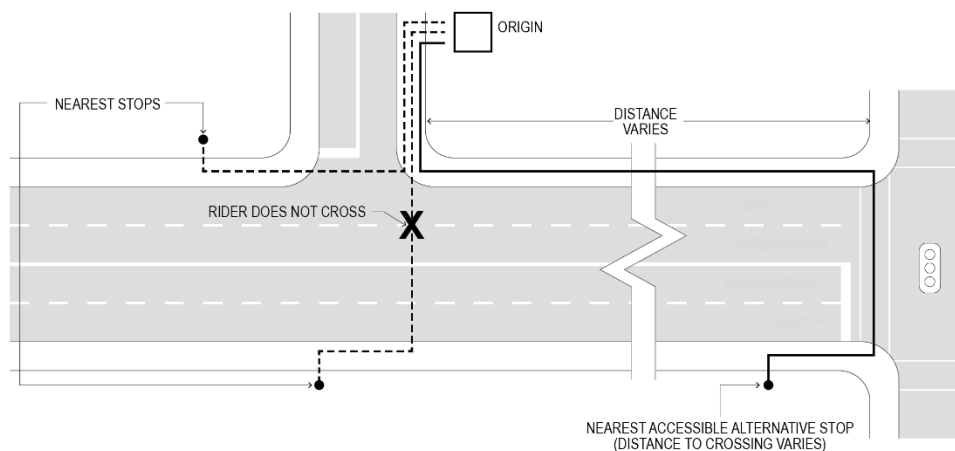 ORIGIN
NEAREST STOPS
DISTANCE
VARIES
RIDER DOES NOT CROSS
X
NEAREST ACCESSIBLE ALTERNATIVE STOP
(DISTANCE TO CROSSING VARIES)